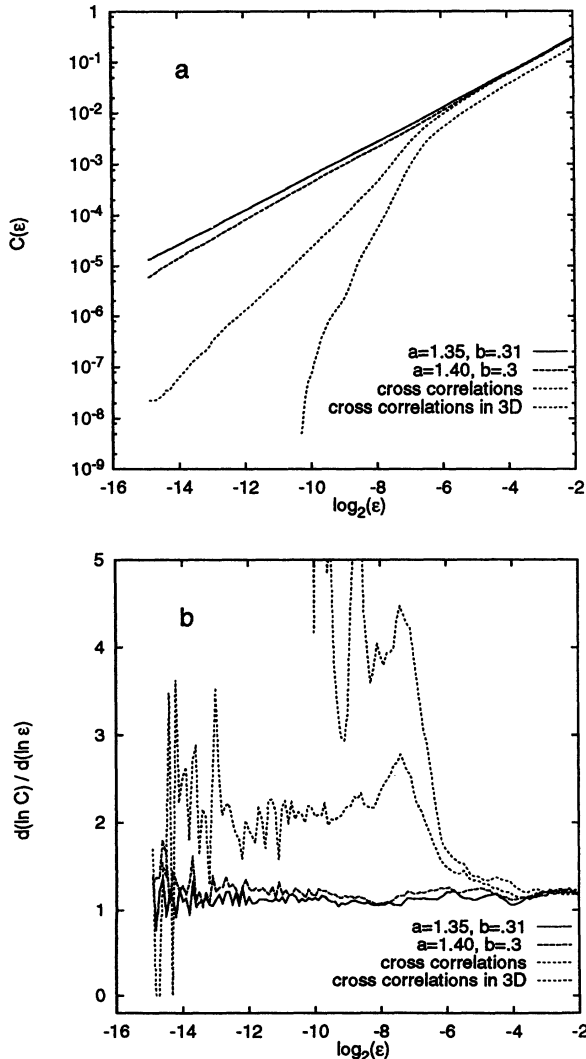 1
10^-1
10^-2
10^-3
10^-4
10^-5
10^-6
10^-7
10^-8
10^-9
C(ε)
a
a=1.35, b=.31
a=1.40, b=.3
cross correlations
cross correlations in 3D
-16 -14 -12 -10 -8 -6 -4 -2
log₂(ε)
5
4
3
2
1
0
d(ln C) / d(ln ε)
b
a=1.35, b=.31
a=1.40, b=.3
cross correlations
cross correlations in 3D
-16 -14 -12 -10 -8 -6 -4 -2
log₂(ε)